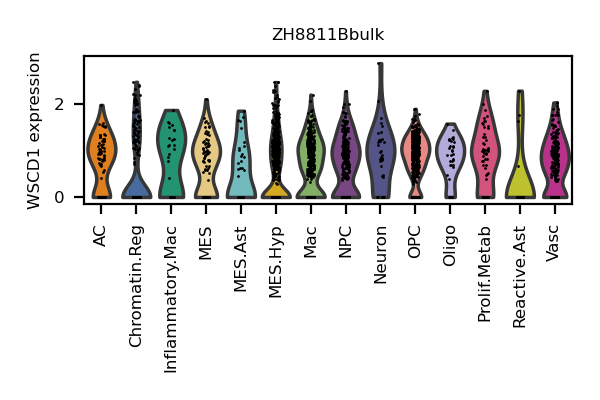 ZH8811Bbulk
WSCD1 expression
2
0
AC
Chromatin.Reg
Inflammatory.Mac
MES
MES.Ast
MES.Hyp
Mac
NPC
Neuron
OPC
Oligo
Prolif.Metab
Reactive.Ast
Vasc